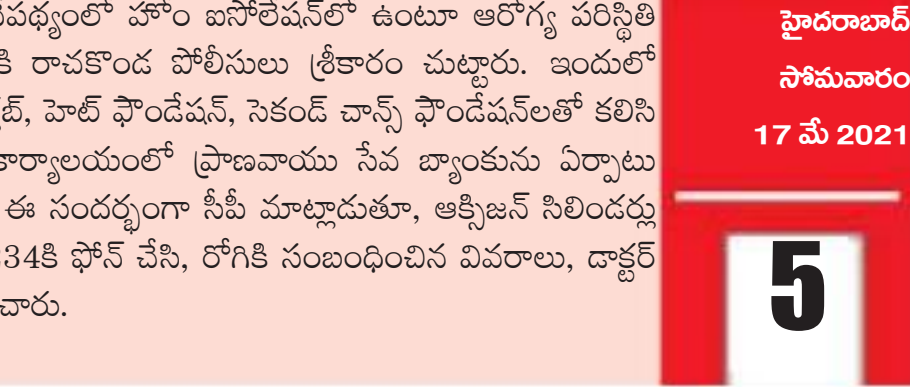 హోం ఐసోలేషన్‌లో ఉంటూ ఆరోగ్య పరిస్థితి
కి రాచకొండ పోలీసులు శ్రీకారం చుట్టారు. ఇందులో
హెట్ ఫౌండేషన్, సెకండ్ చాన్స్ ఫౌండేషన్‌లతో కలిసి
కార్యాలయంలో ప్రాణవాయు సేవ బ్యాంకును ఏర్పాటు
ఈ సందర్భంగా సీపీ మాట్లాడుతూ, ఆక్సిజన్ సిలిండర్లు
34కి ఫోన్ చేసి, రోగికి సంబంధించిన వివరాలు, డాక్టర్
చారు.
హైదరాబాద్
సోమవారం
17 మే 2021
5